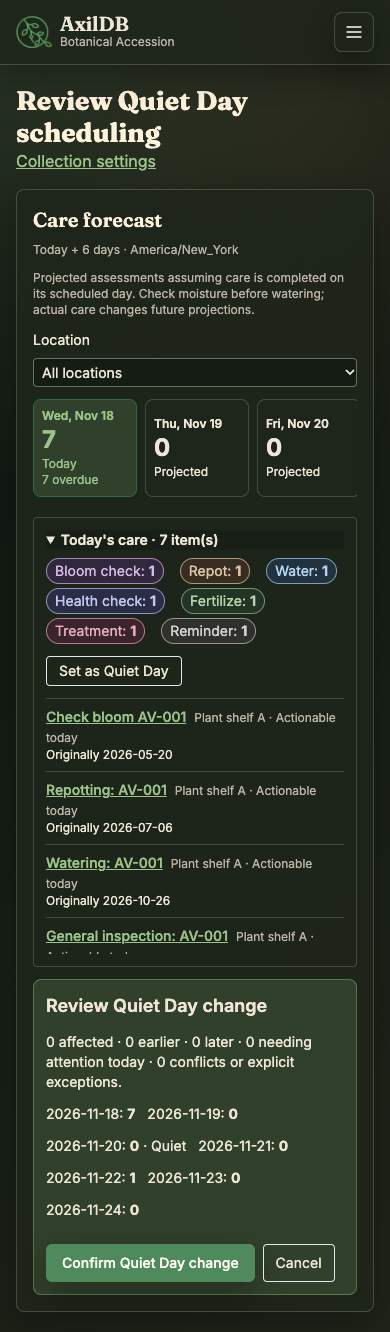 AxilDB
Botanical Accession
Review Quiet Day
scheduling
Collection settings
Care forecast
Today + 6 days · America/New_York
Projected assessments assuming care is completed on
its scheduled day. Check moisture before watering;
actual care changes future projections.
Location
All locations
Wed, Nov 18
7
Today
7 overdue
Thu, Nov 19
0
Projected
Fri, Nov 20
0
Projected
▼ Today's care · 7 item(s)
Bloom check: 1 Repot: 1 Water: 1
Health check: 1 Fertilize: 1
Treatment: 1 Reminder: 1
Set as Quiet Day
Check bloom AV-001 Plant shelf A · Actionable
today
Originally 2026-05-20
Repotting: AV-001 Plant shelf A · Actionable
today
Originally 2026-07-06
Watering: AV-001 Plant shelf A · Actionable
today
Originally 2026-10-26
General inspection: AV-001 Plant shelf A ·
Review Quiet Day change
0 affected · 0 earlier · 0 later · 0 needing
attention today · 0 conflicts or explicit
exceptions.
2026-11-18: 7 2026-11-19: 0
2026-11-20: 0 · Quiet 2026-11-21: 0
2026-11-22: 1 2026-11-23: 0
2026-11-24: 0
Confirm Quiet Day change Cancel